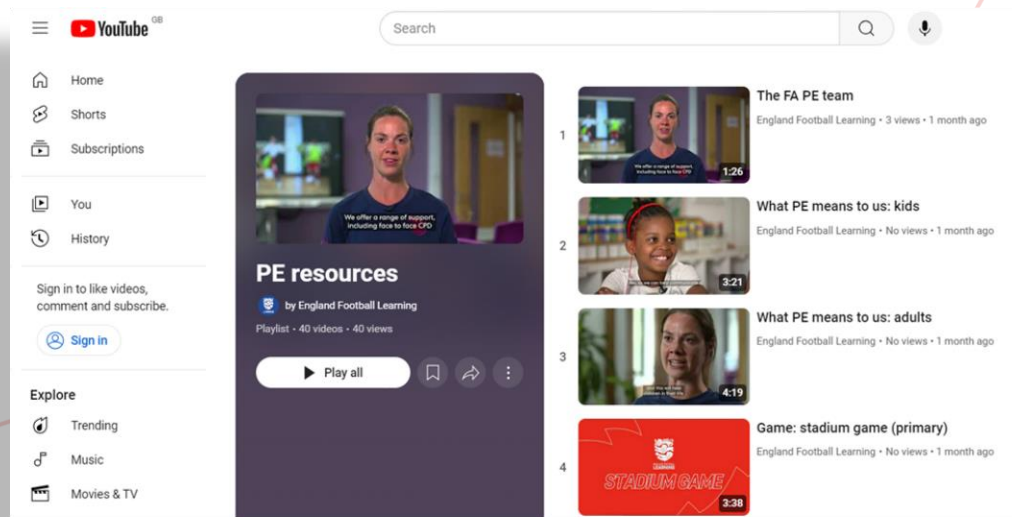 YouTube GB
Search
Home
Shorts
Subscriptions
You
History
Sign in to like videos,
comment and subscribe.
Sign in
Explore
Trending
Music
Movies & TV
We offer a range of support,
including face to face CPD
PE resources
by England Football Learning
Playlist • 40 videos • 40 views
Play all
1
We offer a range of support,
including face to face CPD
1:26
The FA PE team
England Football Learning • 3 views • 1 month ago
2
3:21
What PE means to us: kids
England Football Learning • No views • 1 month ago
3
4:19
What PE means to us: adults
England Football Learning • No views • 1 month ago
4
STADIUM GAME
3:38
Game: stadium game (primary)
England Football Learning • No views • 1 month ago